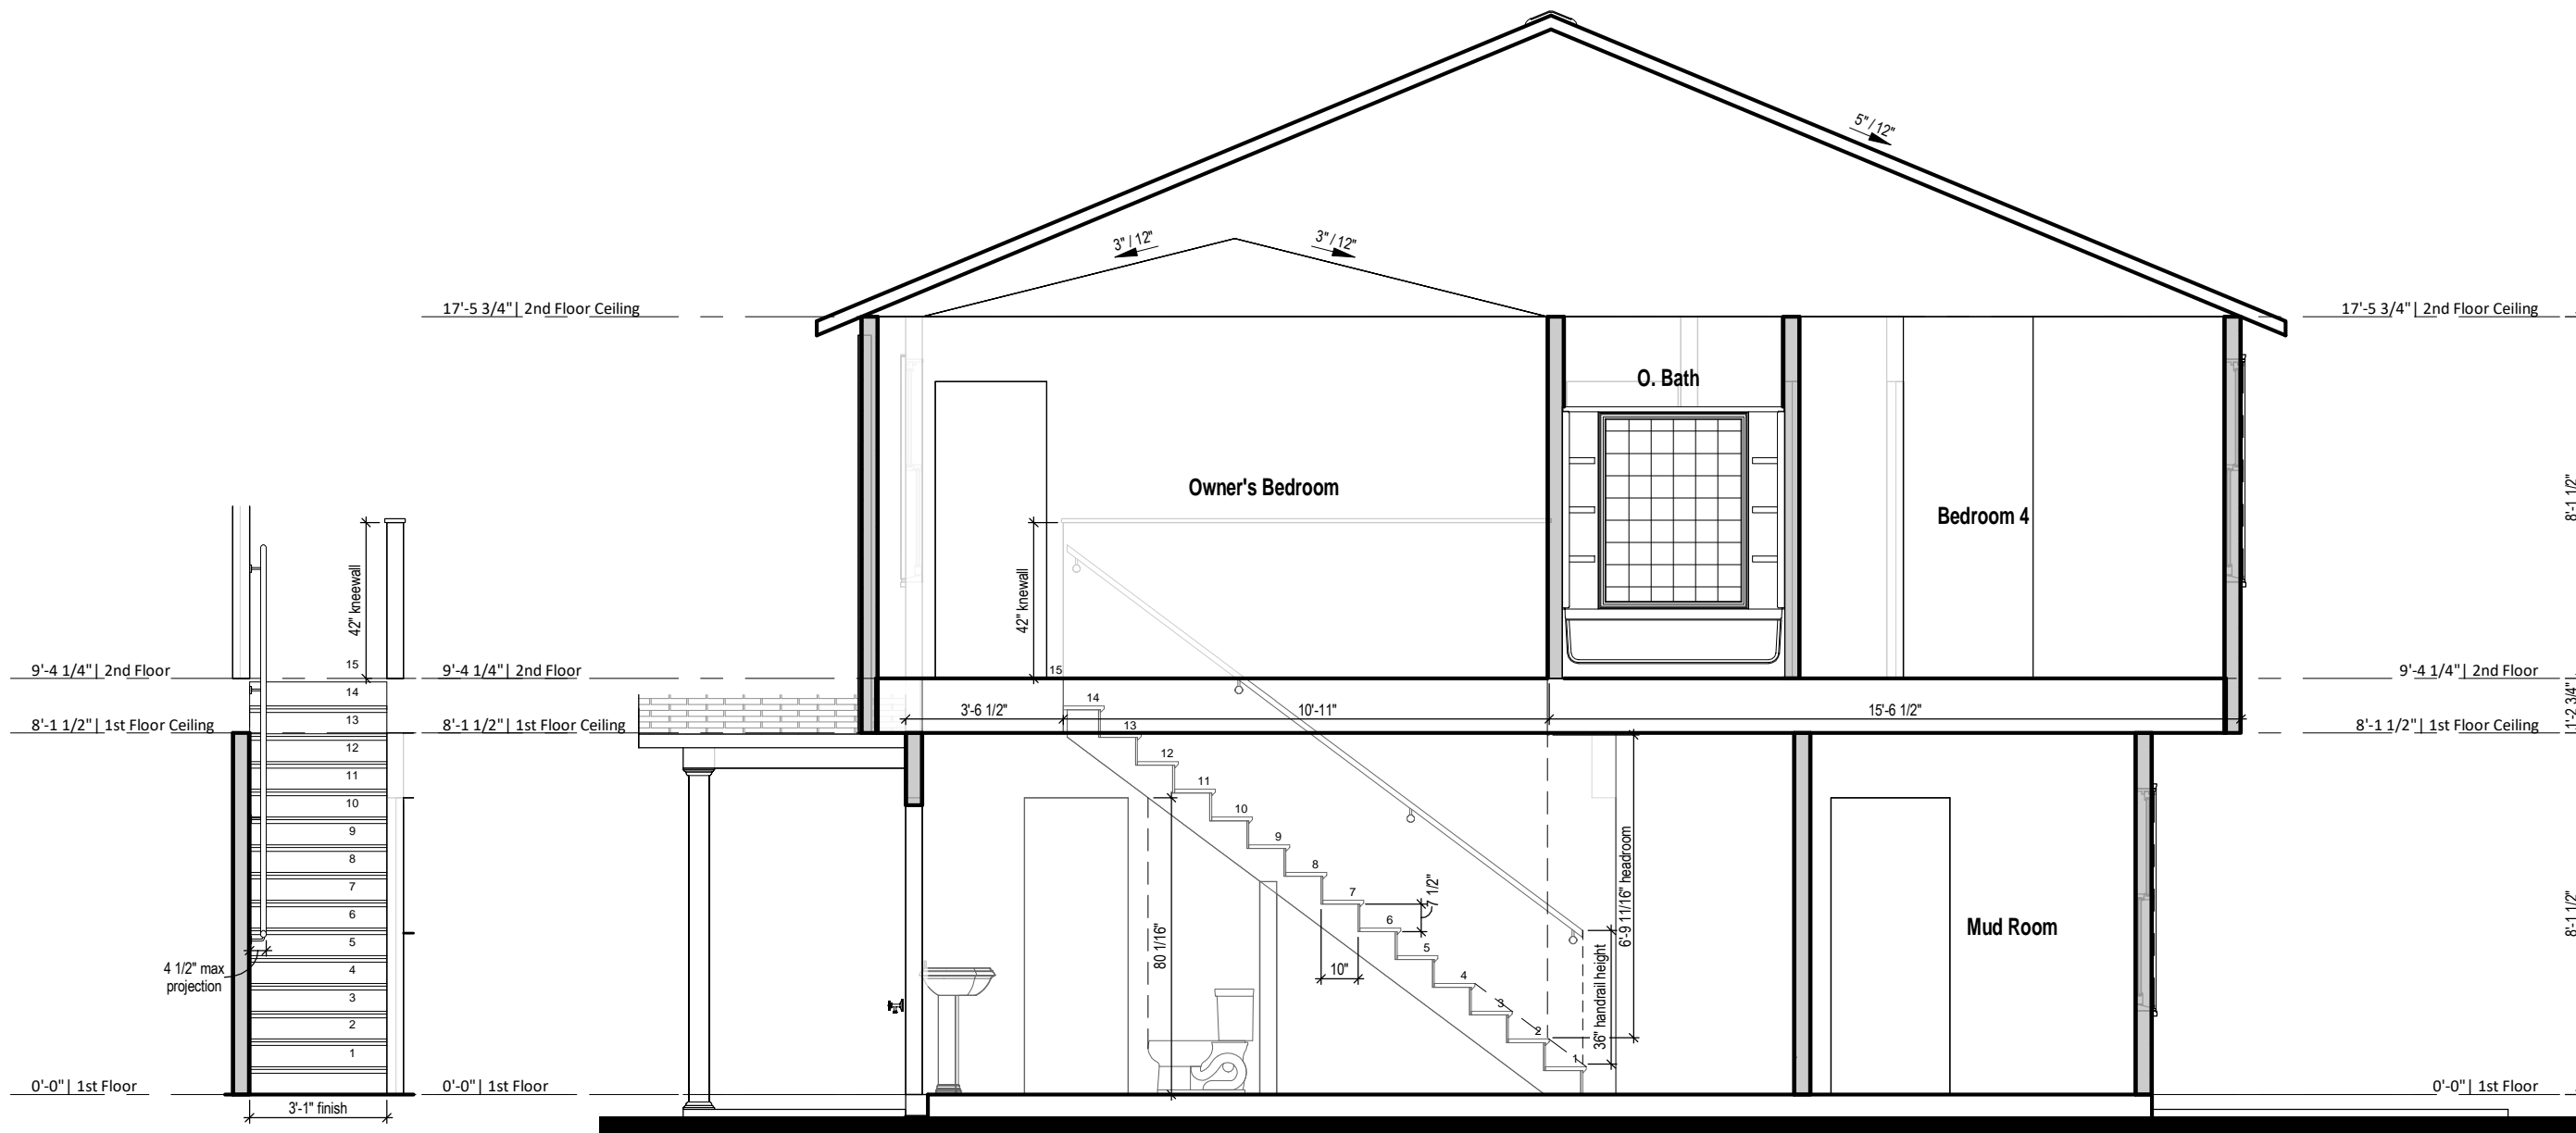 5" / 12"
3" / 12"
3" / 12"
17'-5 3/4" | 2nd Floor Ceiling
17'-5 3/4" | 2nd Floor Ceiling
O. Bath
Owner's Bedroom
Bedroom 4
8'-1 1/2"
42" kneewall
42" knewall
9'-4 1/4" | 2nd Floor
9'-4 1/4" | 2nd Floor
9'-4 1/4" | 2nd Floor
1'-2 3/4"
3'-6 1/2"
10'-11"
15'-6 1/2"
8'-1 1/2" | 1st Floor Ceiling
8'-1 1/2" | 1st Floor Ceiling
8'-1 1/2" | 1st Floor Ceiling
15
14
13
12
11
10
9
8
7
6
5
4
3
2
1
15
14
13
12
11
10
9
8
7
6
5
4
3
2
1
7 1/2"
10"
80 1/16"
6'-9 11/16" headroom
36" handrail height
Mud Room
8'-1 1/2"
4 1/2" max
projection
0'-0" | 1st Floor
0'-0" | 1st Floor
0'-0" | 1st Floor
3'-1" finish